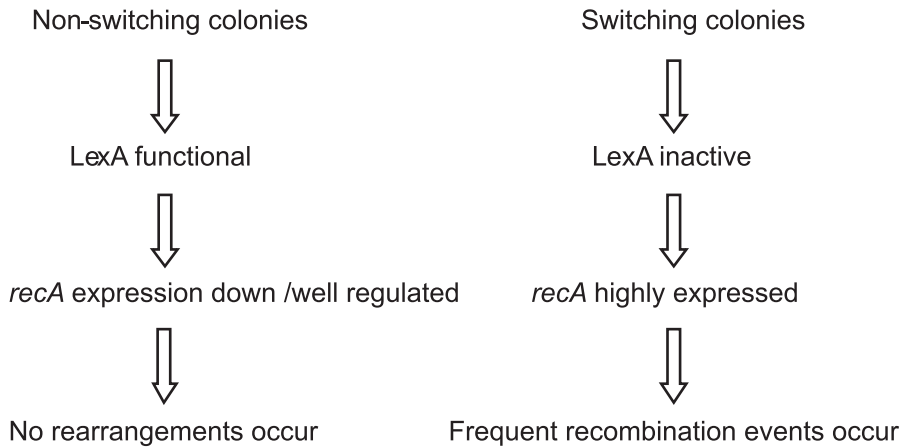 Non-switching colonies
Switching colonies
LexA functional
LexA inactive
recA expression down /well regulated
recA highly expressed
No rearrangements occur
Frequent recombination events occur